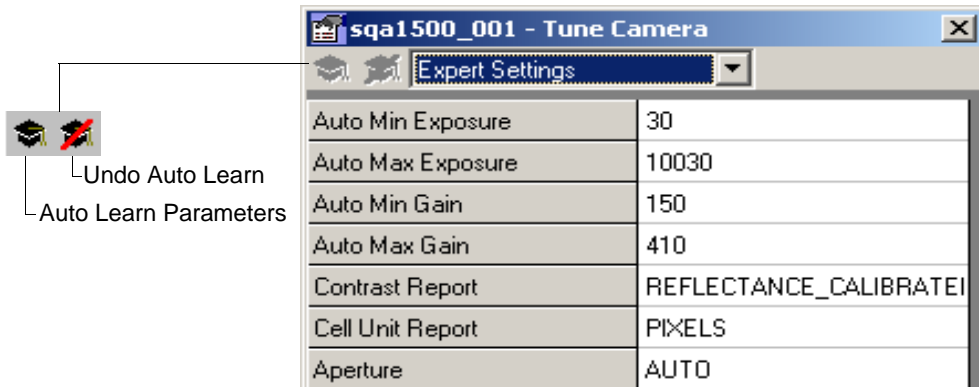 sqa1500_001 - Tune Camera
Expert Settings
Auto Min Exposure 30
Auto Max Exposure 10030
Auto Min Gain 150
Auto Max Gain 410
Contrast Report REFLECTANCE_CALIBRATE
Cell Unit Report PIXELS
Aperture AUTO
Undo Auto Learn
Auto Learn Parameters